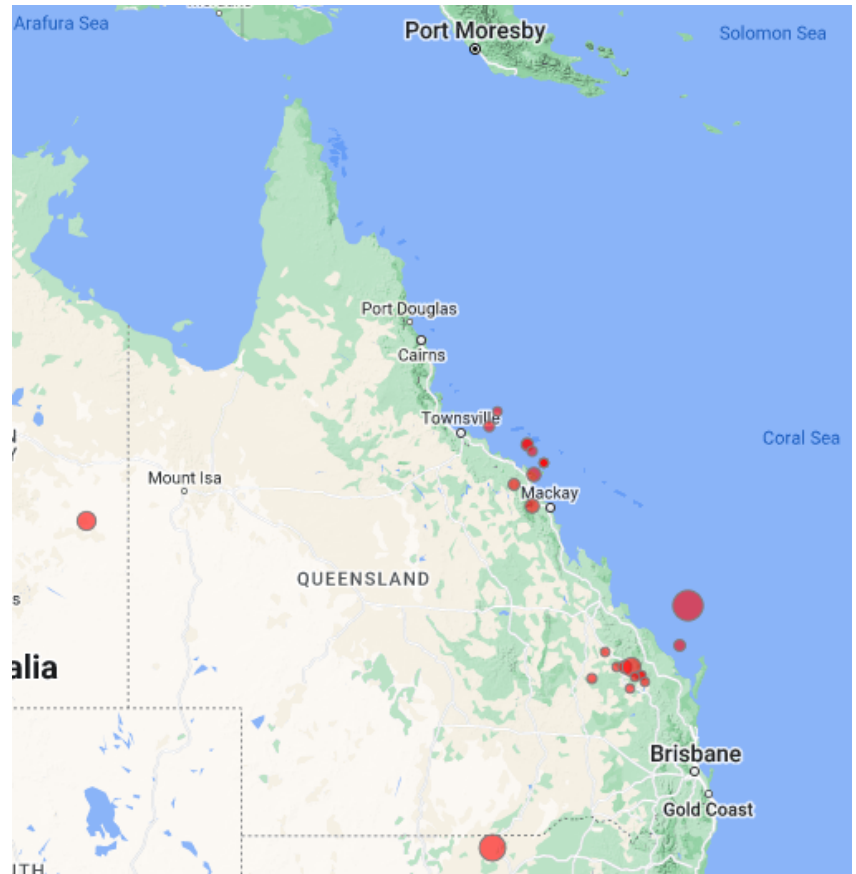 Arafura Sea
Port Moresby
Solomon Sea
Port Douglas
Cairns
Townsville
Coral Sea
Mount Isa
Mackay
QUEENSLAND
alia
Brisbane
Gold Coast